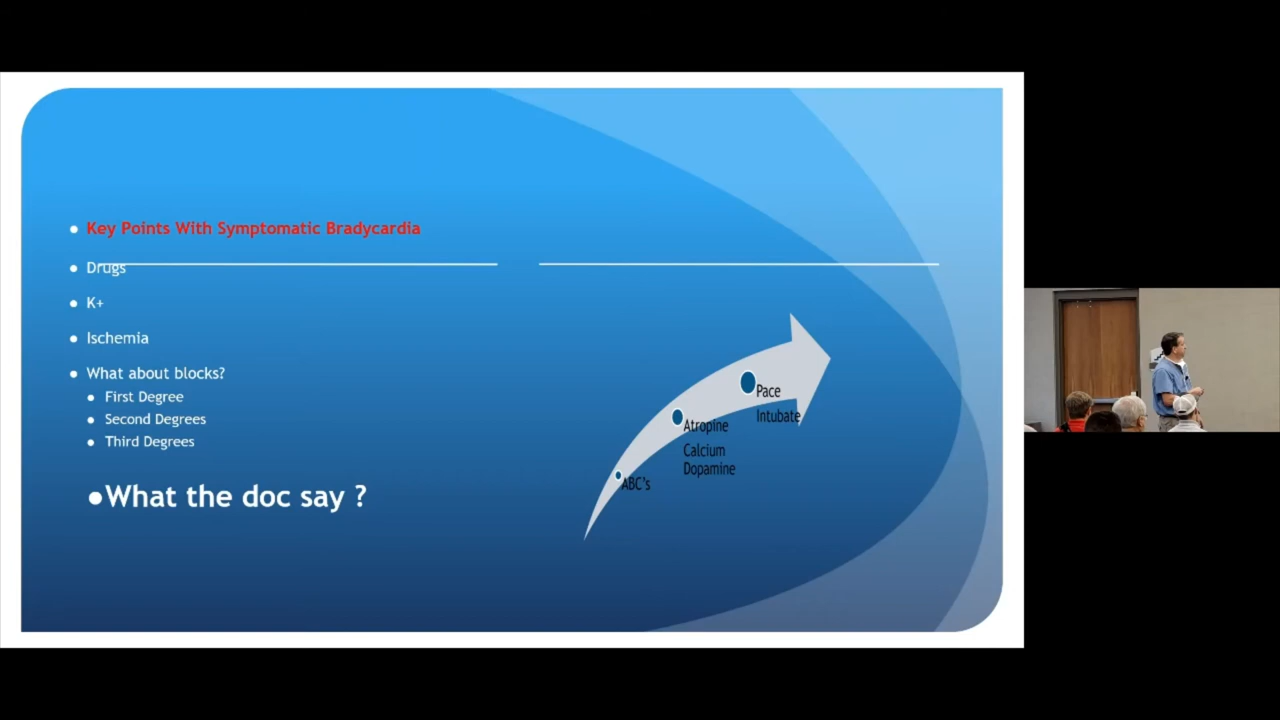 Key Points With Symptomatic Bradycardia
Drugs
K+
Ischemia
What about blocks?
First Degree
Second Degrees
Third Degrees
What the doc say ?
ABC's
Atropine
Calcium
Dopamine
Pace
Intubate